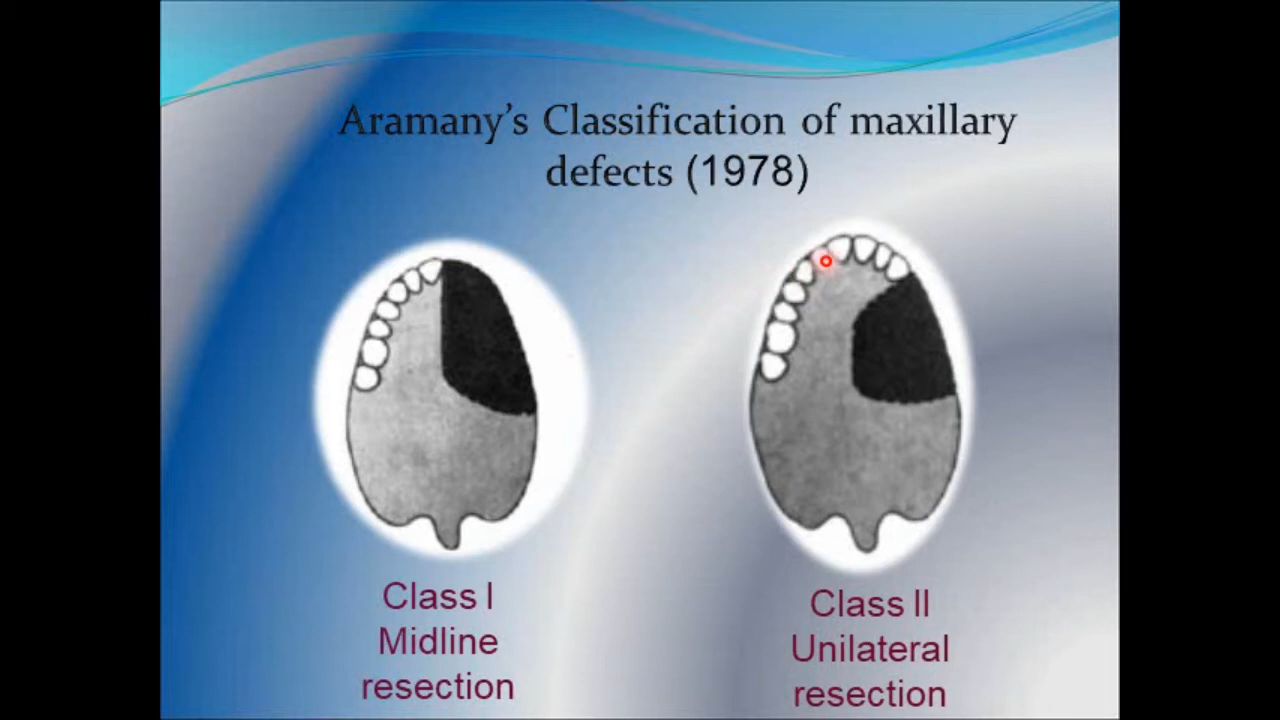 Aramany's Classification of maxillary
defects (1978)
Class I
Midline
resection
Class II
Unilateral
resection